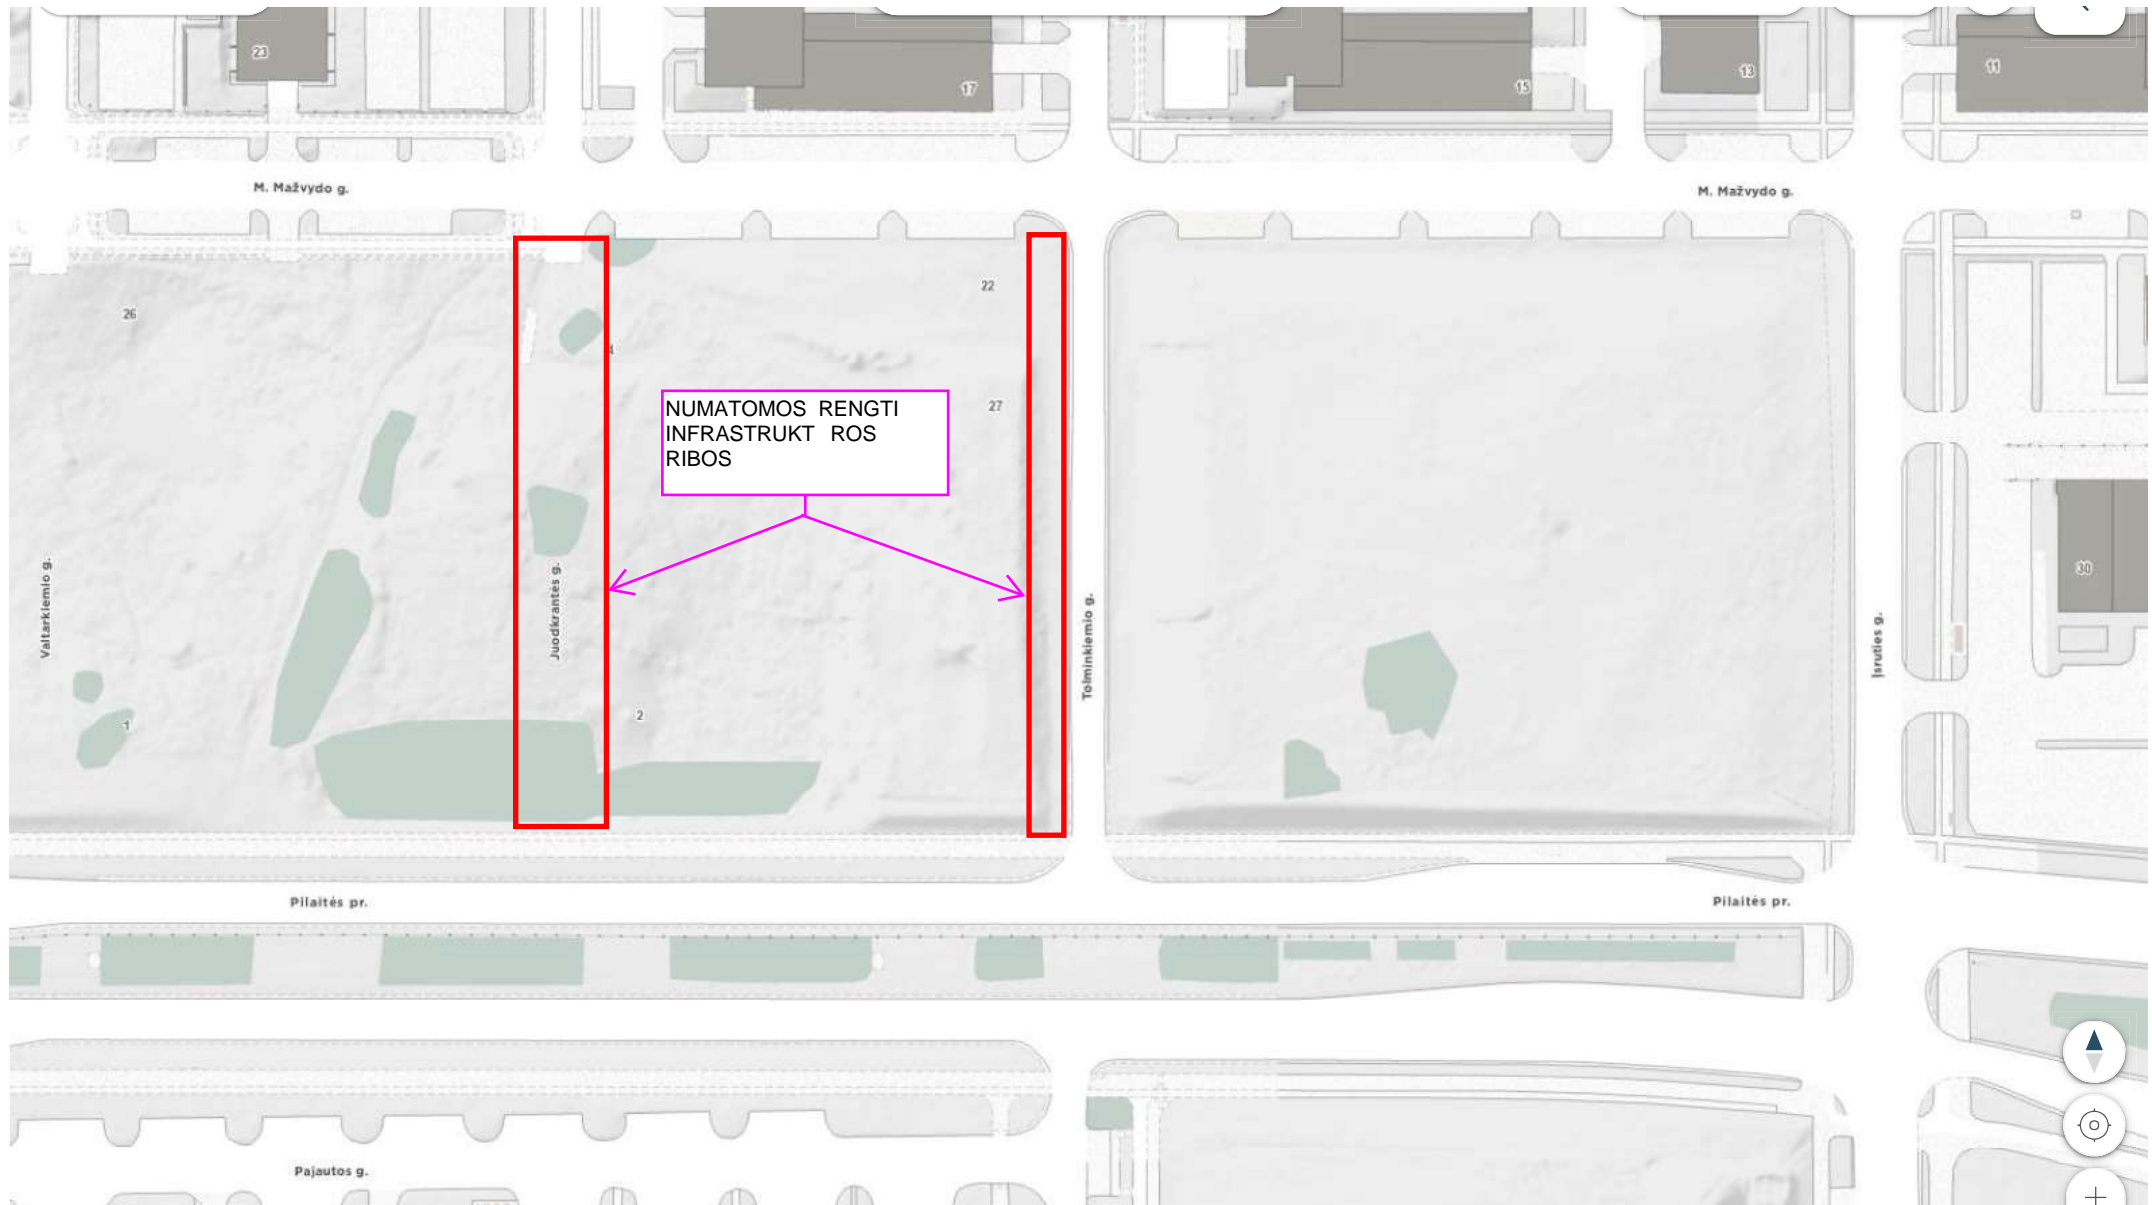 23
17
15
13
11
M. Mažvydo g.
M. Mažvydo g.
26
22
4
27
NUMATOMOS RENGTI
INFRASTRUKT ROS
RIBOS
Valtarkiemio g.
Juodkrantės g.
Tolminkiemio g.
Įsruties g.
30
1
2
Pilaitės pr.
Pilaitės pr.
Pajautos g.